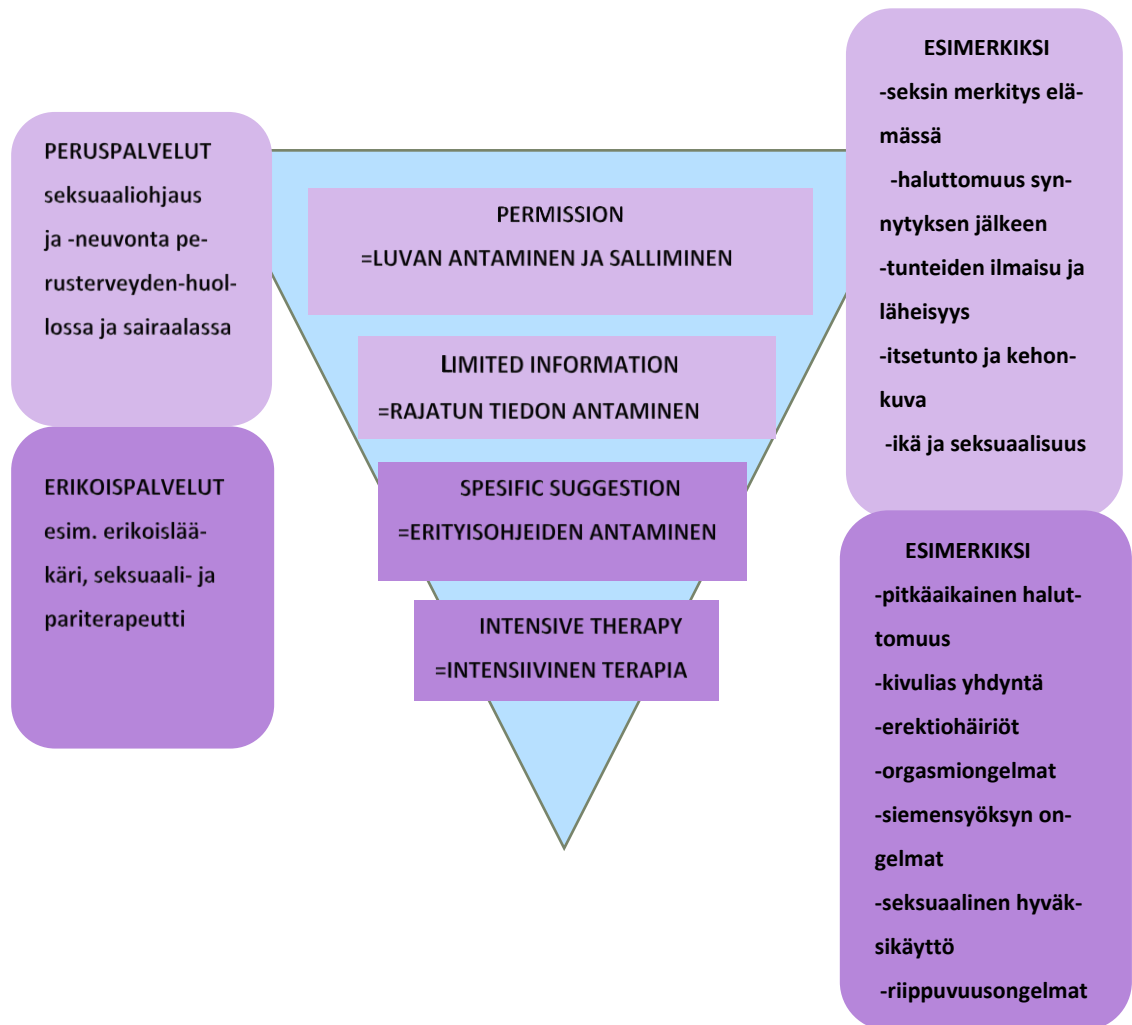 PERUSPALVELUT
seksuaaliohjaus
ja -neuvonta pe-
rusterveyden-huol-
lossa ja sairaalassa
ERIKOISPALVELUT
esim. erikoislää-
käri, seksuaali- ja
pariterapeutti
PERMISSION
=LUVAN ANTAMINEN JA SALLIMINEN
LIMITED INFORMATION
=RAJATUN TIEDON ANTAMINEN
SPESIFIC SUGGESTION
=ERITYISOHJEIDEN ANTAMINEN
INTENSIVE THERAPY
=INTENSIIVINEN TERAPIA
ESIMERKIKSI
-seksin merkitys elä-
mässä
-haluttomuus syn-
nytyksen jälkeen
-tunteiden ilmaisu ja
läheisyys
-itsetunto ja kehon-
kuva
-ikä ja seksuaalisuus
ESIMERKIKSI
-pitkäaikainen halut-
tomuus
-kivulias yhdyntä
-erektiohäiriöt
-orgasmiongelmat
-siemensyöksyn on-
gelmat
-seksuaalinen hyväk-
sikäyttö
-riippuvuusongelmat